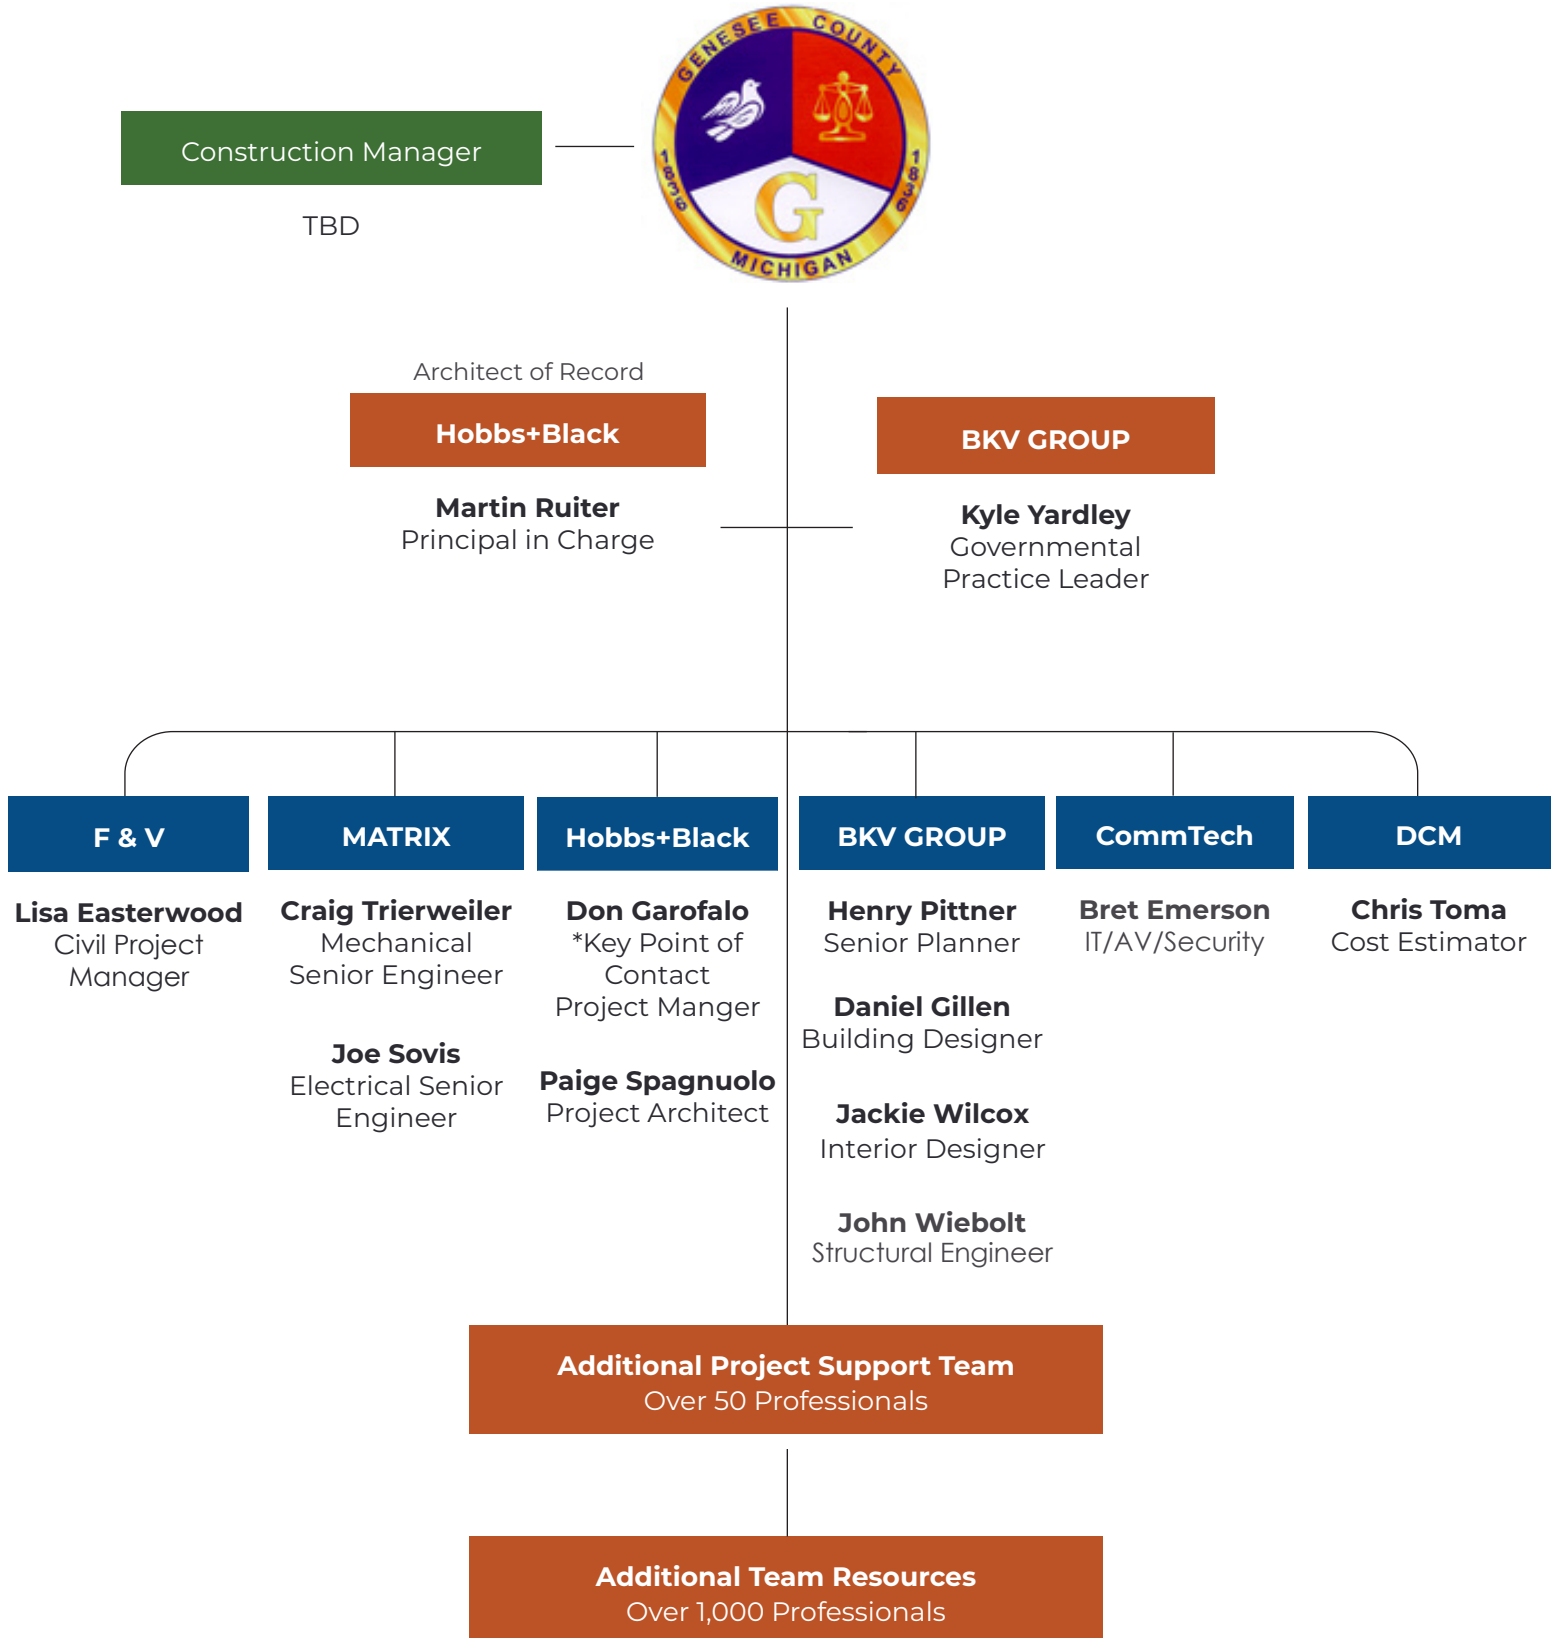 GENESEE COUNTY
1836
1836
G
MICHIGAN
Construction Manager
TBD
Architect of Record
Hobbs+Black
Martin Ruiter
Principal in Charge
BKV GROUP
Kyle Yardley
Governmental
Practice Leader
F & V
Lisa Easterwood
Civil Project
Manager
MATRIX
Craig Trierweiler
Mechanical
Senior Engineer
Joe Sovis
Electrical Senior
Engineer
Hobbs+Black
Don Garofalo
*Key Point of
Contact
Project Manger
Paige Spagnuolo
Project Architect
BKV GROUP
Henry Pittner
Senior Planner
Daniel Gillen
Building Designer
Jackie Wilcox
Interior Designer
John Wiebolt
Structural Engineer
CommTech
Bret Emerson
IT/AV/Security
DCM
Chris Toma
Cost Estimator
Additional Project Support Team
Over 50 Professionals
Additional Team Resources
Over 1,000 Professionals